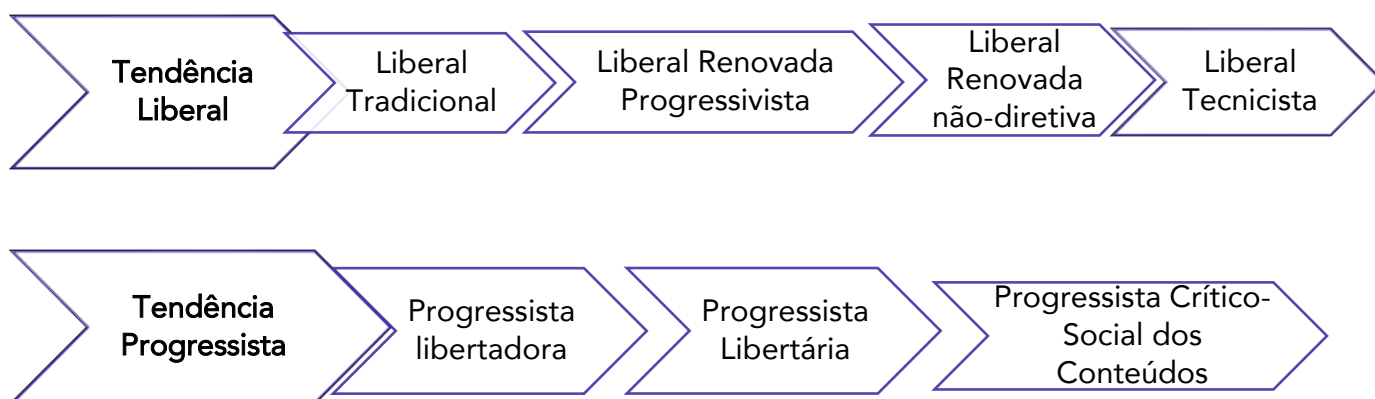 Tendência
Liberal
Liberal
Tradicional
Liberal Renovada
Progressivista
Liberal
Renovada
não-diretiva
Liberal
Tecnicista
Tendência
Progressista
Progressista
libertadora
Progressista
Libertária
Progressista Crítico-
Social dos
Conteúdos